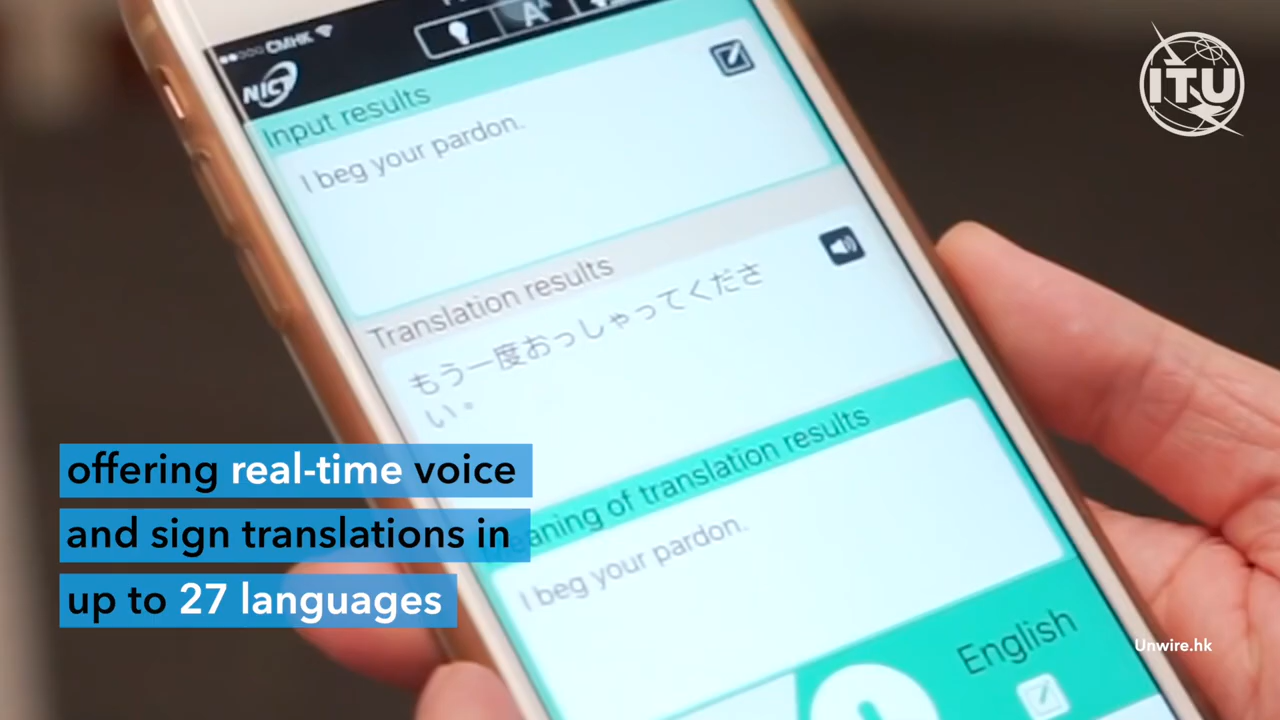 CMHK
NICT
ITU
Input results
I beg your pardon.
Translation results
もう一度おっしゃってくださ
い。
aning of translation results
I beg your pardon.
English
offering real-time voice
and sign translations in
up to 27 languages
Unwire.hk